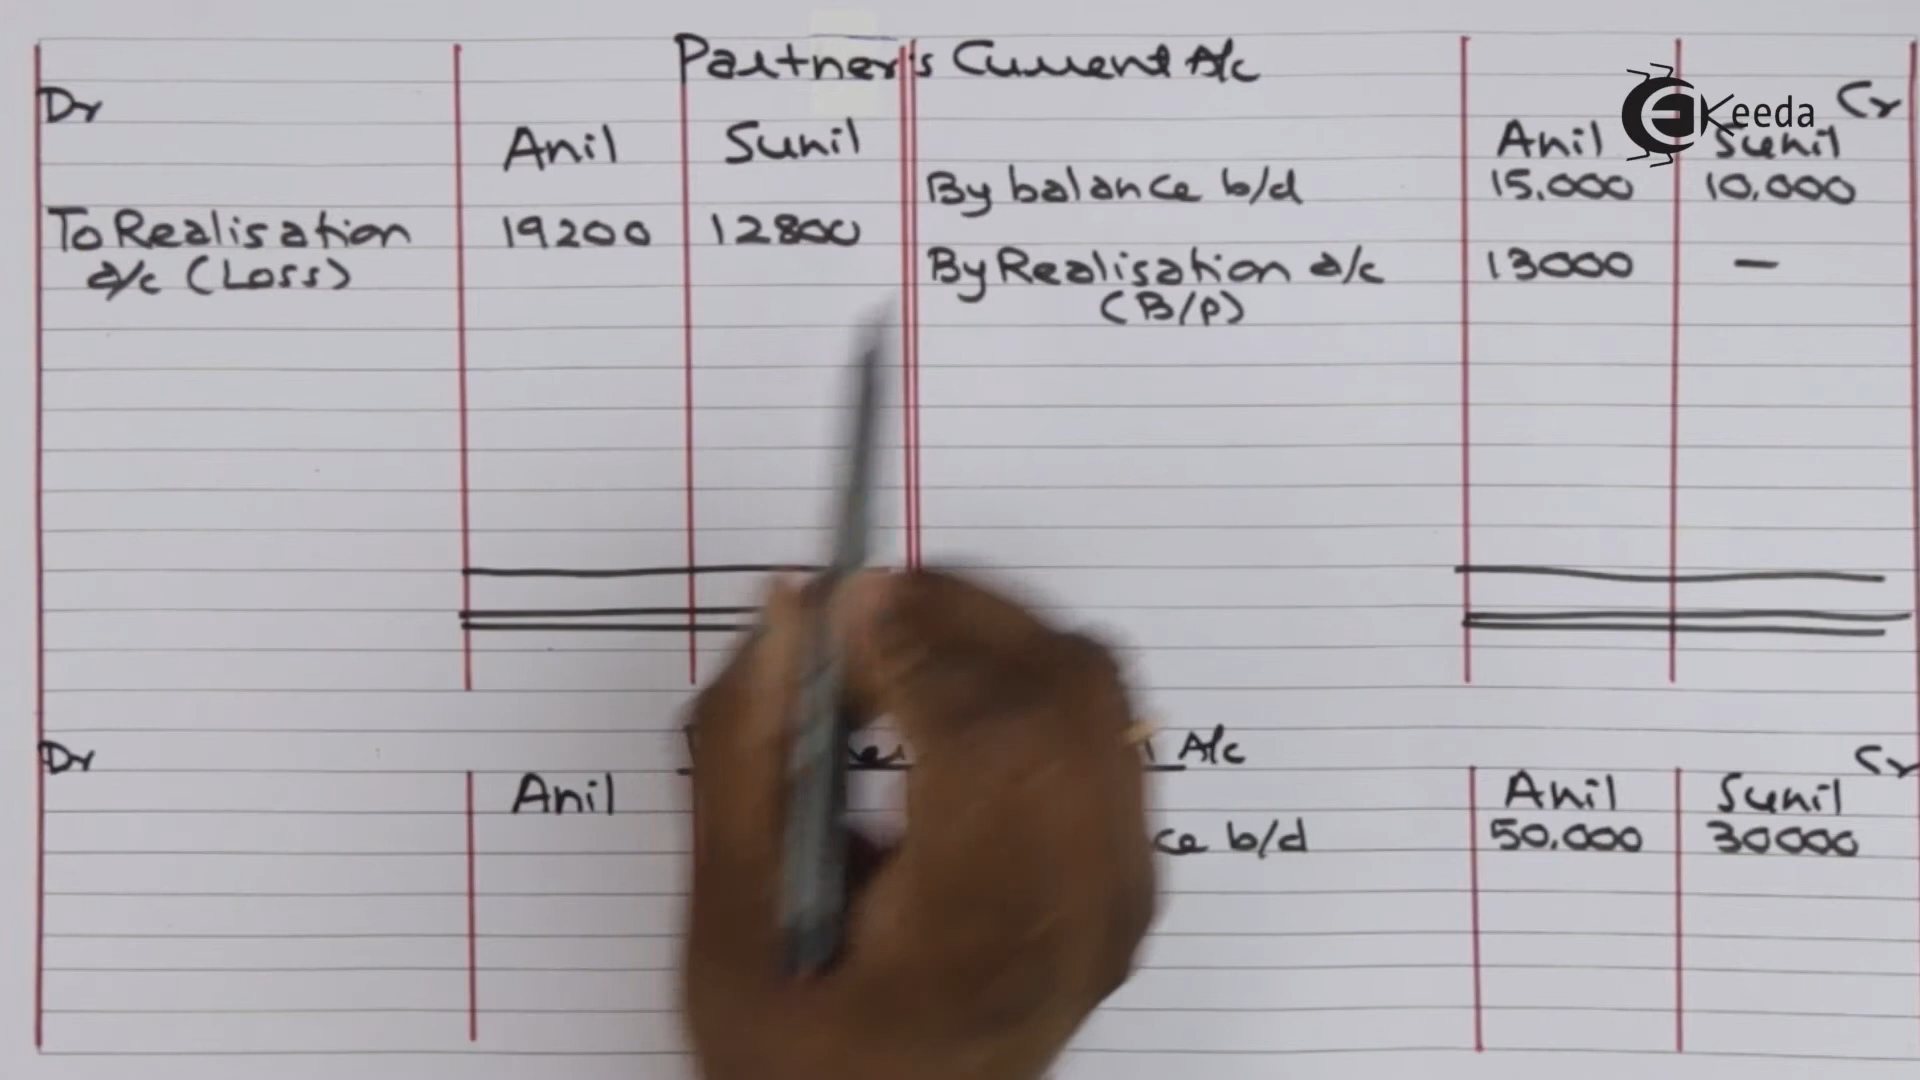 Partner's Current A/c
Dr
Cr
Keeda
Anil Sunil
Anil Sunil
By balance b/d 15.000 10.000
To Realisation 19200 12800
a/c (Loss)
By Realisation a/c 13000 —
(B/P)
A/c
Dr
Cr
Anil
Anil Sunil
b/d 50.000 30000